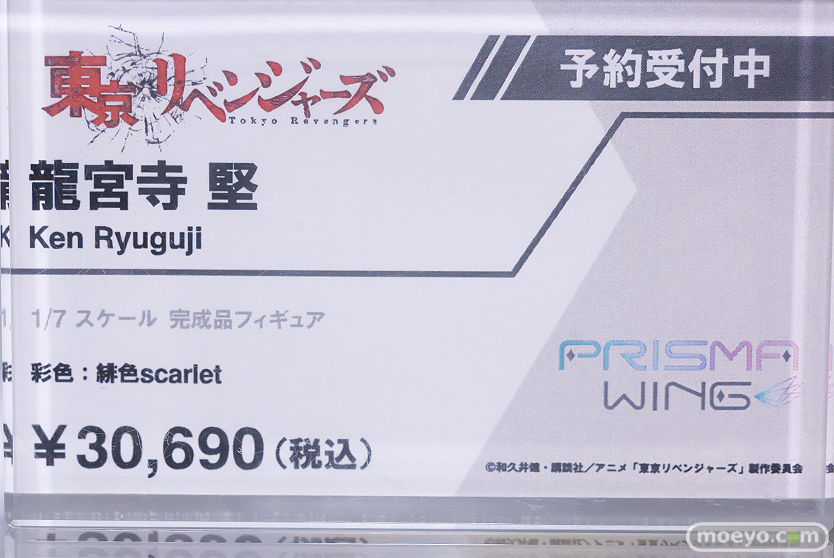 東京リベンジャーズ
Tokyo Revengers
予約受付中
龍宮寺 堅
Ken Ryuguji
1/7 スケール 完成品フィギュア
彩色：緋色scarlet
￥30,690(税込)
PRISMA
WING
©和久井健・講談社／アニメ「東京リベンジャーズ」製作委員会
moeyo.com